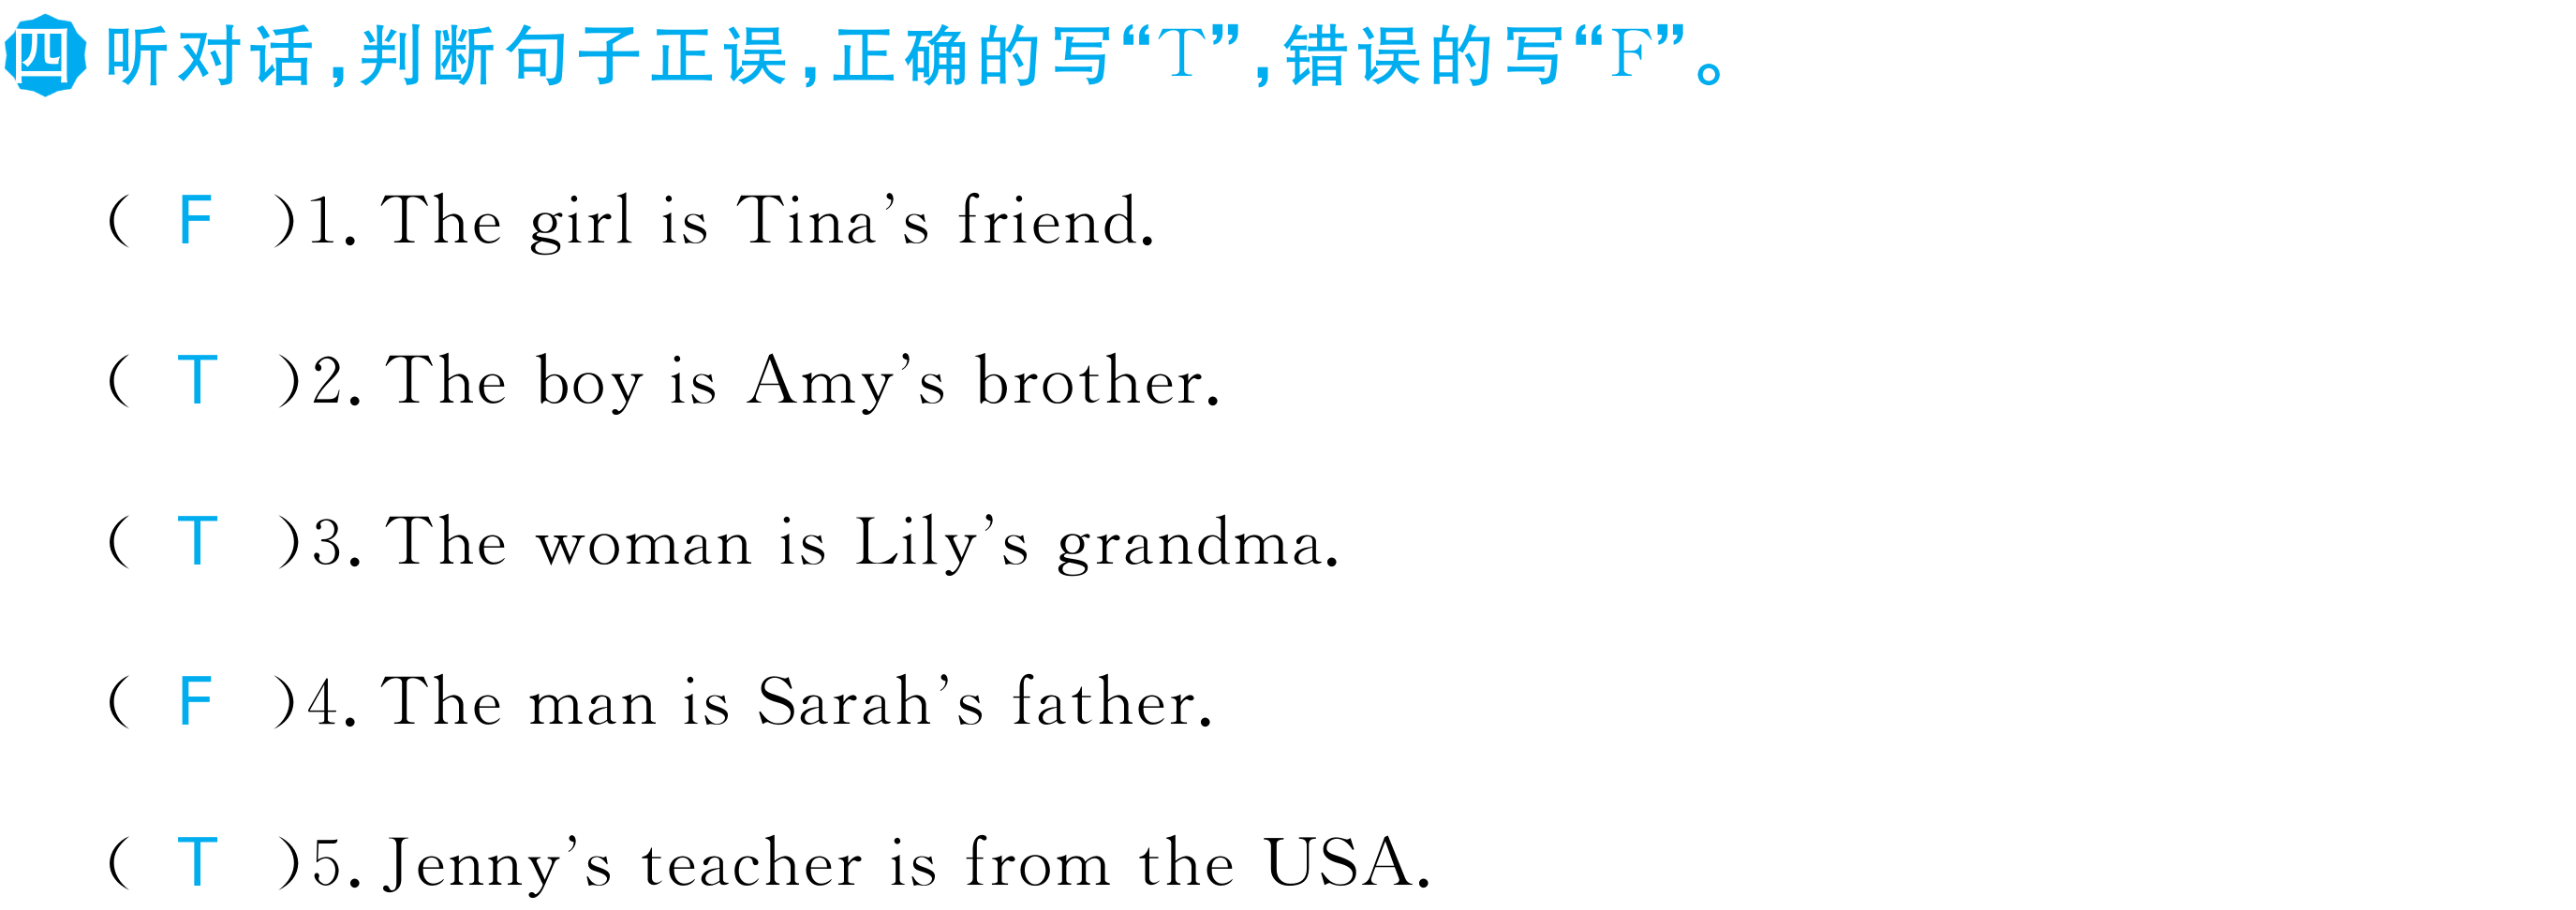 四 听对话,判断句子正误,正确的写“T”,错误的写“F”。
( F )1. The girl is Tina’s friend.
( T )2. The boy is Amy’s brother.
( T )3. The woman is Lily’s grandma.
( F )4. The man is Sarah’s father.
( T )5. Jenny’s teacher is from the USA.